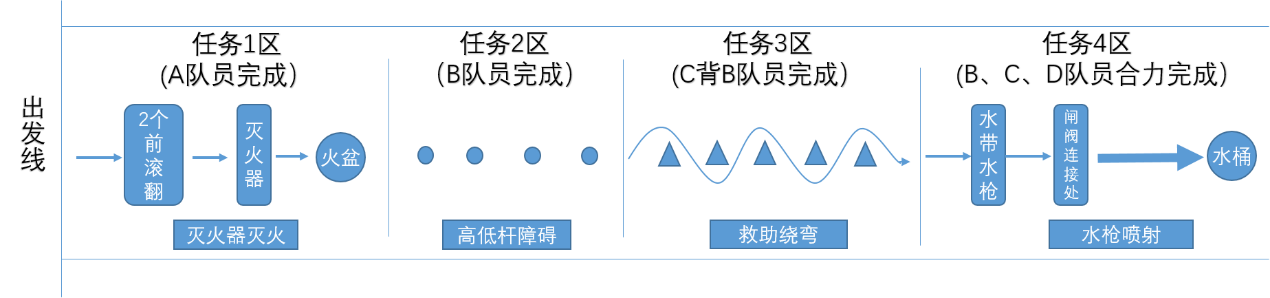 出发线
任务1区
(A队员完成）
2个前滚翻
灭火器
火盆
灭火器灭火
任务2区
（B队员完成）
高低杆障碍
任务3区
(C背B队员完成）
救助绕弯
任务4区
(B、C、D队员合力完成）
水带水枪
闸阀连接处
水桶
水枪喷射